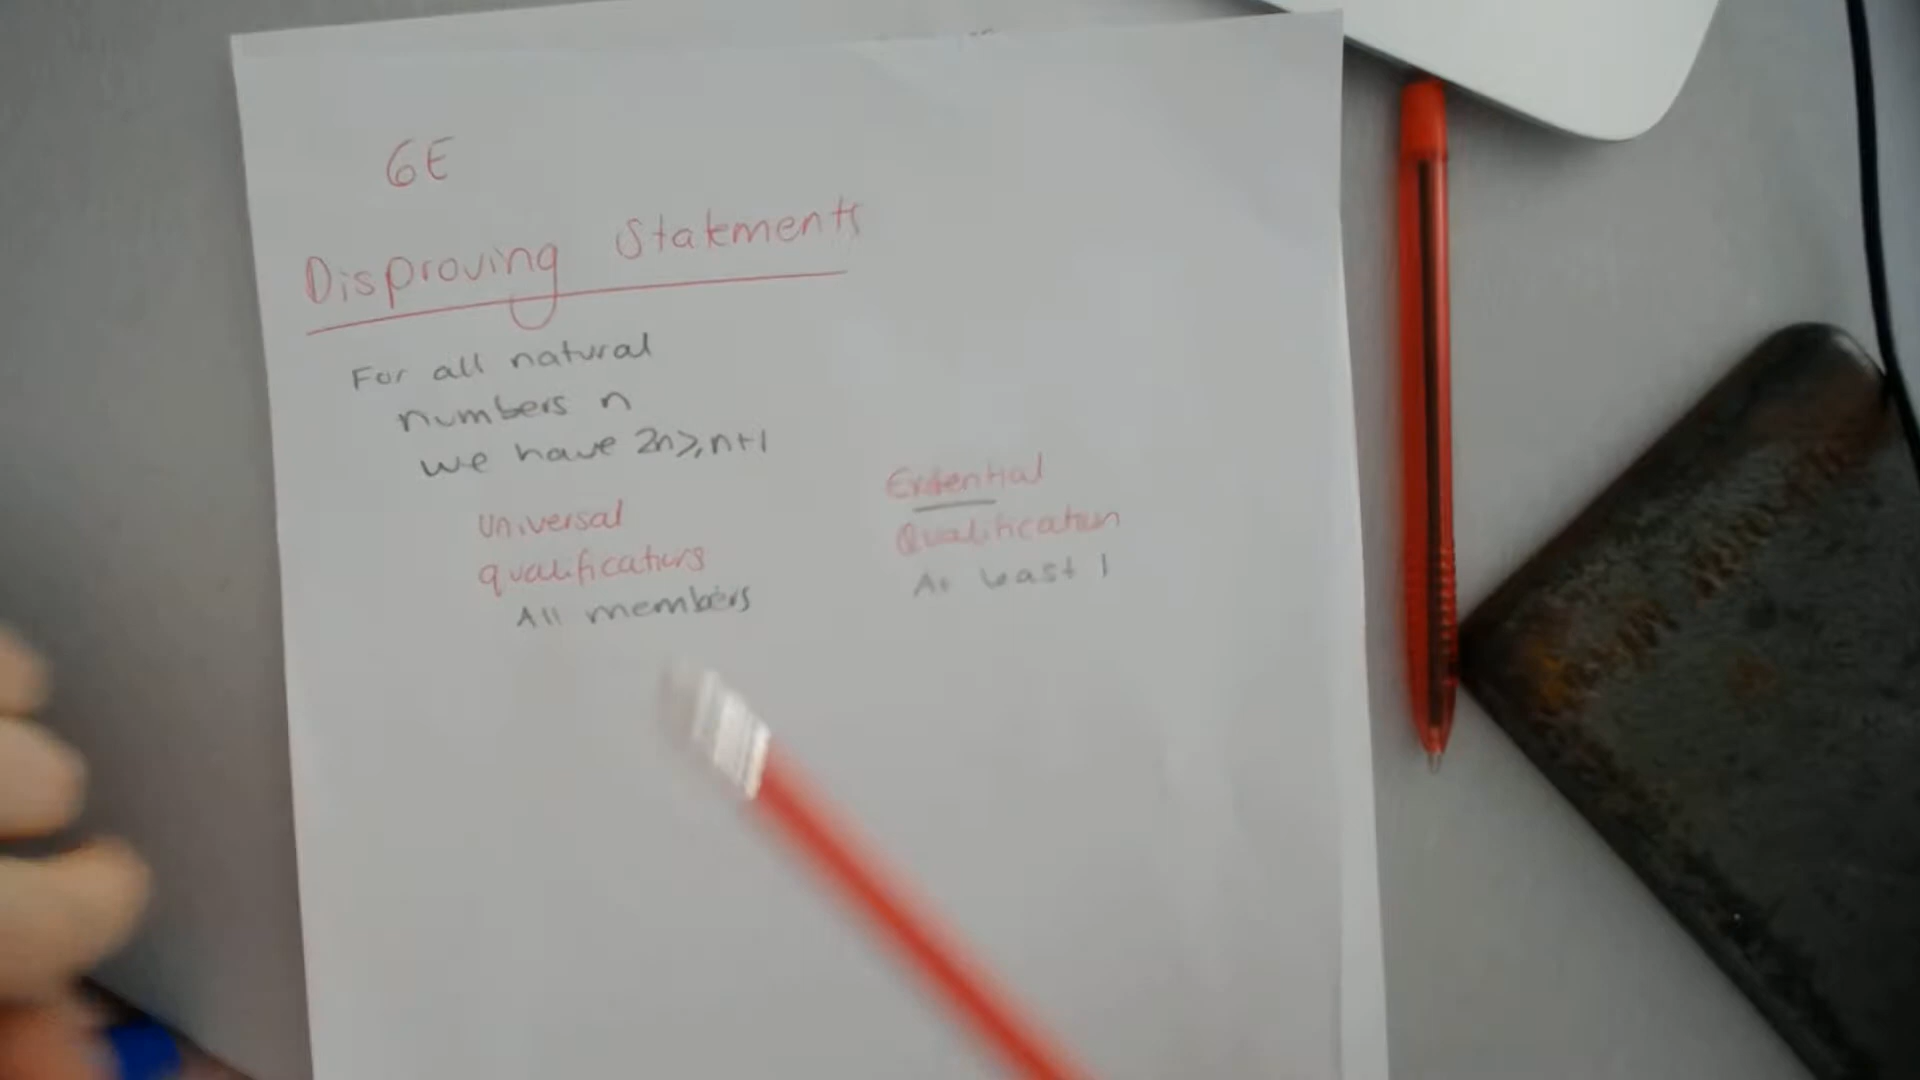 6E
Disproving Statements
For all natural
numbers n
we have 2n⩾n+1
Universal
qualifications
All members
Existential
Qualification
At least 1